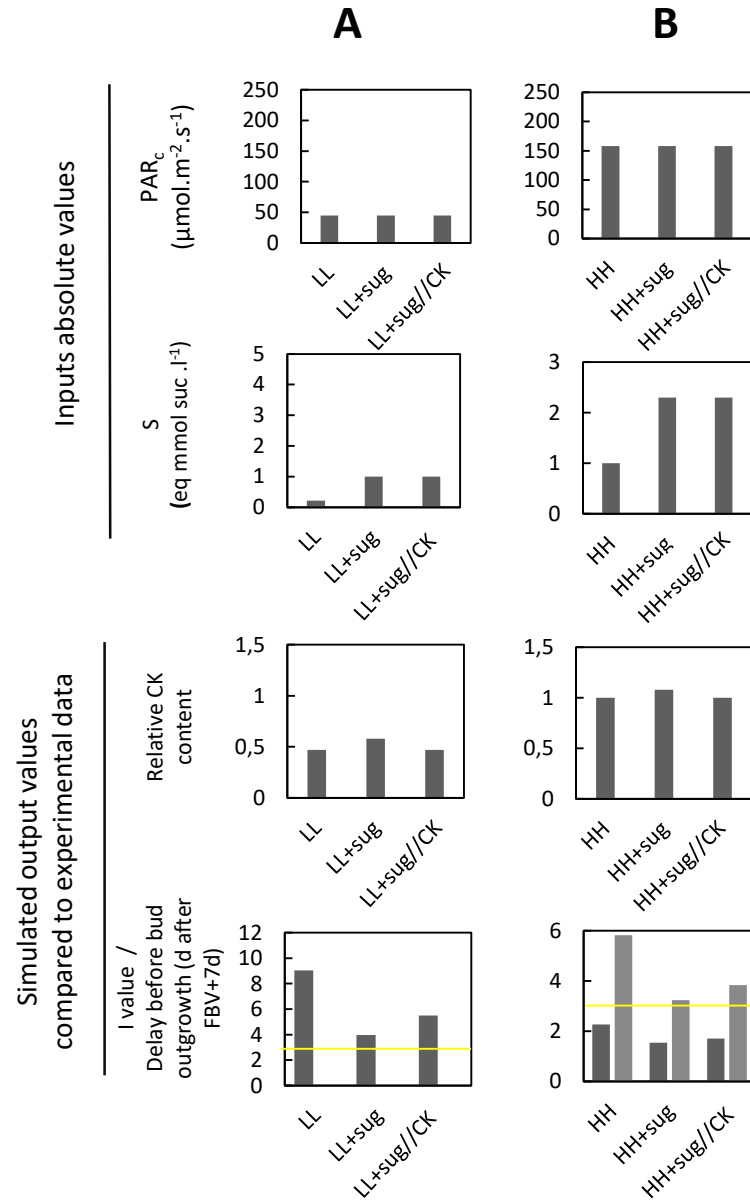 A
B
Inputs absolute values
PARc
(µmol.m-2.s-1)
250
200
150
100
50
0
LL
LL+sug
LL+sug//CK
250
200
150
100
50
0
HH
HH+sug
HH+sug//CK
S
(eq mmol suc .l-1)
5
4
3
2
1
0
LL
LL+sug
LL+sug//CK
3
2
1
0
HH
HH+sug
HH+sug//CK
Simulated output values
compared to experimental data
Relative CK
content
1,5
1
0,5
0
LL
LL+sug
LL+sug//CK
1,5
1
0,5
0
HH
HH+sug
HH+sug//CK
I value /
Delay before bud
outgrowth (d after
FBV+7d)
12
10
8
6
4
2
0
LL
LL+sug
LL+sug//CK
6
4
2
0
HH
HH+sug
HH+sug//CK